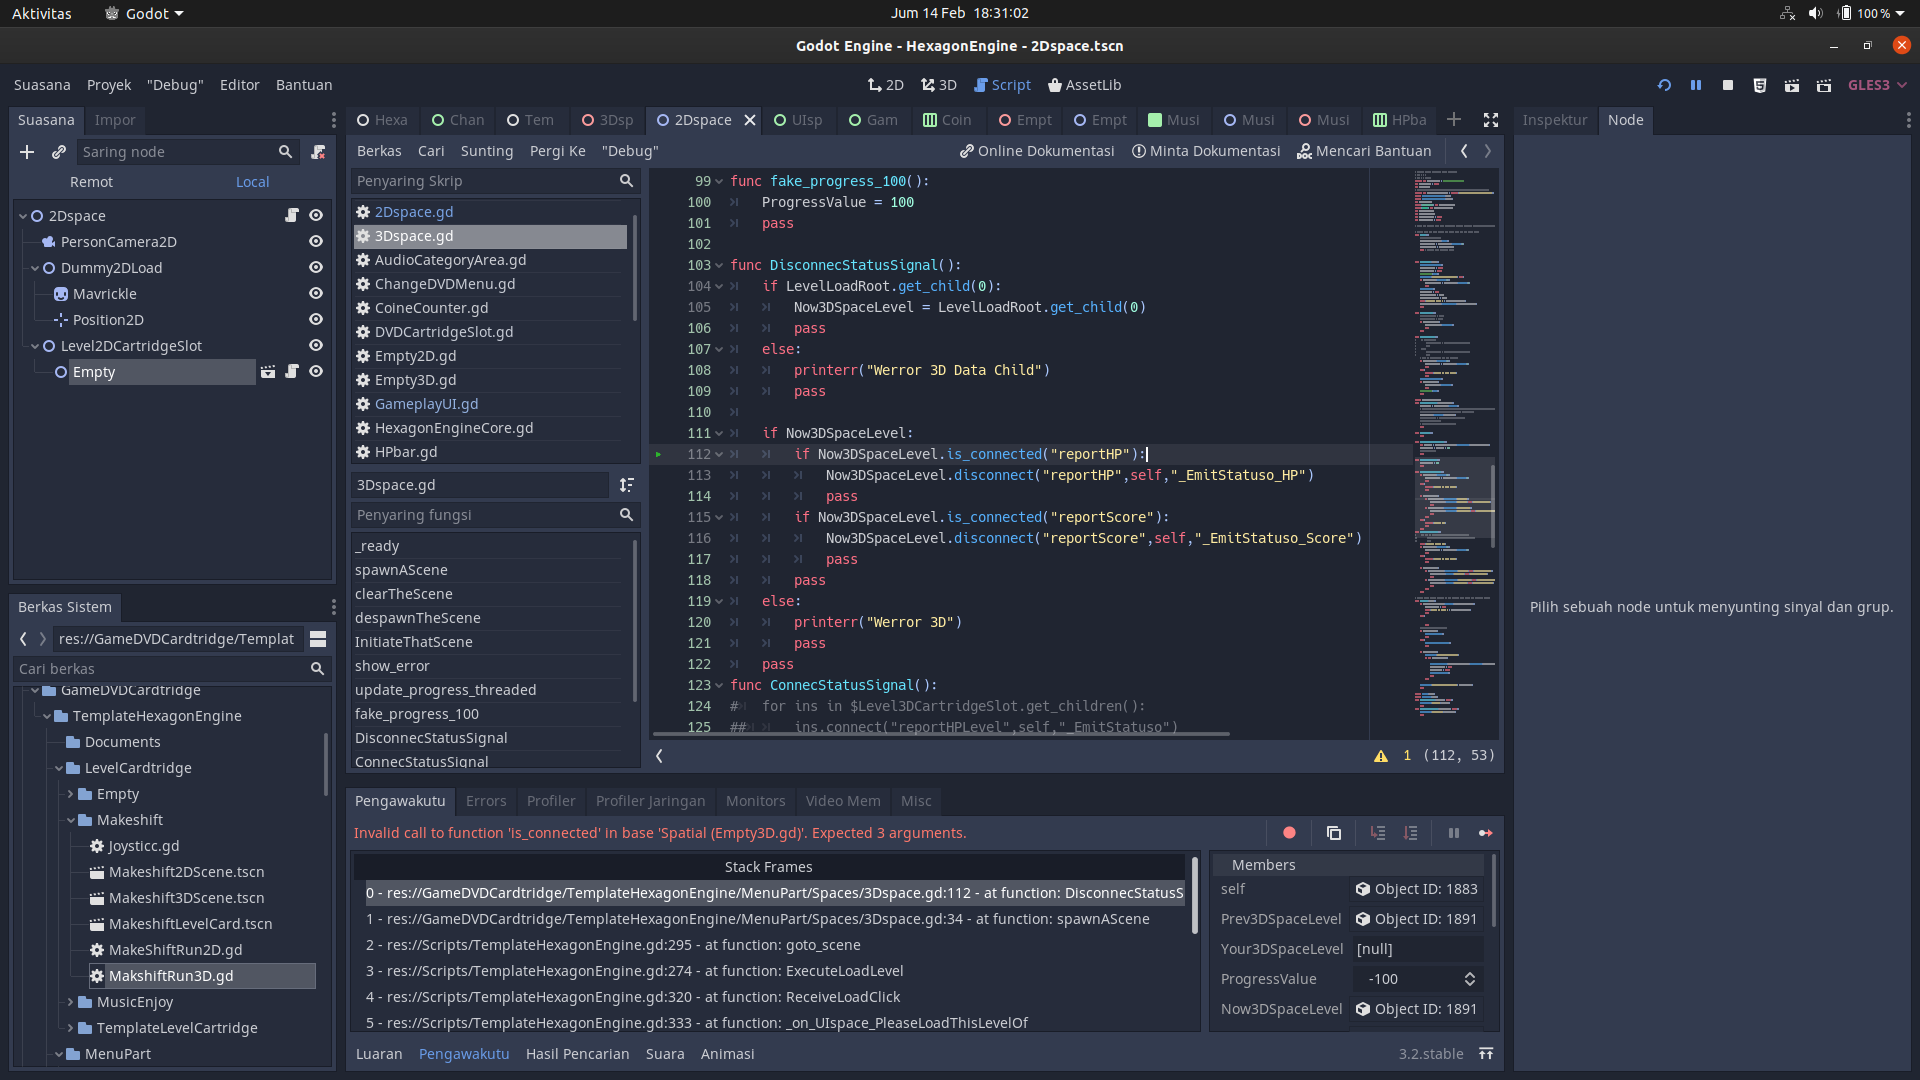 Aktivitas
Godot
Jum 14 Feb 18:31:02
100 %
Godot Engine - HexagonEngine - 2Dspace.tscn
Suasana Proyek "Debug" Editor Bantuan
2D 3D Script AssetLib
GLES3
Suasana Impor
Saring node
Remot Local
2Dspace
PersonCamera2D
Dummy2DLoad
Mavrickle
Position2D
Level2DCartridgeSlot
Empty
Berkas Sistem
res://GameDVDCardtridge/Templat
Cari berkas
GameDVDCardtridge
TemplateHexagonEngine
Documents
LevelCardtridge
Empty
Makeshift
Joysticc.gd
Makeshift2DScene.tscn
Makeshift3DScene.tscn
MakeshiftLevelCard.tscn
MakeShiftRun2D.gd
MakshiftRun3D.gd
MusicEnjoy
TemplateLevelCartridge
MenuPart
Hexa Chan Tem 3Dsp 2Dspace UIsp Gam Coin Empt Empt Musi Musi Musi HPba
Berkas Cari Sunting Pergi Ke "Debug"
Online Dokumentasi Minta Dokumentasi Mencari Bantuan
Penyaring Skrip
2Dspace.gd
3Dspace.gd
AudioCategoryArea.gd
ChangeDVDMenu.gd
CoineCounter.gd
DVDCartridgeSlot.gd
Empty2D.gd
Empty3D.gd
GameplayUI.gd
HexagonEngineCore.gd
HPbar.gd
3Dspace.gd
Penyaring fungsi
_ready
spawnAScene
clearTheScene
despawnTheScene
InitiateThatScene
show_error
update_progress_threaded
fake_progress_100
DisconnecStatusSignal
ConnecStatusSignal
99 func fake_progress_100():
100 ProgressValue = 100
101 pass
102
103 func DisconnecStatusSignal():
104 if LevelLoadRoot.get_child(0):
105 Now3DSpaceLevel = LevelLoadRoot.get_child(0)
106 pass
107 else:
108 printerr("Werror 3D Data Child")
109 pass
110
111 if Now3DSpaceLevel:
112 if Now3DSpaceLevel.is_connected("reportHP"):
113 Now3DSpaceLevel.disconnect("reportHP",self,"_EmitStatuso_HP")
114 pass
115 if Now3DSpaceLevel.is_connected("reportScore"):
116 Now3DSpaceLevel.disconnect("reportScore",self,"_EmitStatuso_Score")
117 pass
118 pass
119 else:
120 printerr("Werror 3D")
121 pass
122 pass
123 func ConnecStatusSignal():
124 # for ins in $Level3DCartridgeSlot.get_children():
125 ## ins.connect("reportHPLevel",self,"_EmitStatuso")
1 (112, 53)
Pengawakutu Errors Profiler Profiler Jaringan Monitors Video Mem Misc
Invalid call to function 'is_connected' in base 'Spatial (Empty3D.gd)'. Expected 3 arguments.
Stack Frames
0 - res://GameDVDCardtridge/TemplateHexagonEngine/MenuPart/Spaces/3Dspace.gd:112 - at function: DisconnecStatusS
1 - res://GameDVDCardtridge/TemplateHexagonEngine/MenuPart/Spaces/3Dspace.gd:34 - at function: spawnAScene
2 - res://Scripts/TemplateHexagonEngine.gd:295 - at function: goto_scene
3 - res://Scripts/TemplateHexagonEngine.gd:274 - at function: ExecuteLoadLevel
4 - res://Scripts/TemplateHexagonEngine.gd:320 - at function: ReceiveLoadClick
5 - res://Scripts/TemplateHexagonEngine.gd:333 - at function: _on_UIspace_PleaseLoadThisLevelOf
Members
self Object ID: 1883
Prev3DSpaceLevel Object ID: 1891
Your3DSpaceLevel [null]
ProgressValue -100
Now3DSpaceLevel Object ID: 1891
Luaran Pengawakutu Hasil Pencarian Suara Animasi
3.2.stable
Inspektur Node
Pilih sebuah node untuk menyunting sinyal dan grup.